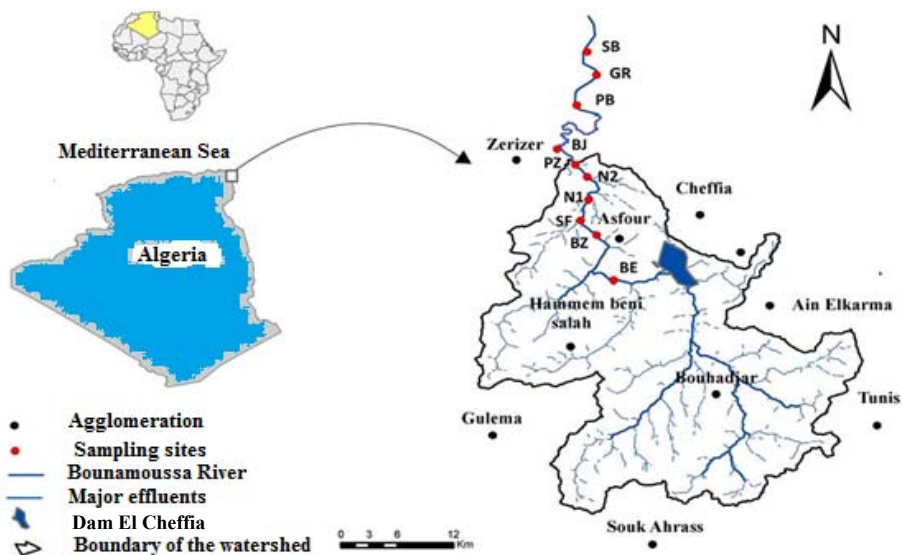 Mediterranean Sea
Algeria
N
SB
GR
PB
BJ
Zerizer
PZ
N2
Cheffia
N1
SF
Asfour
BZ
BE
Hammem beni
salah
Ain Elkarma
Bouhadjar
Gulema
Tunis
Souk Ahrass
Agglomeration
Sampling sites
Bounamoussa River
Major effluents
Dam El Cheffia
Boundary of the watershed
0 3 6 12
Km